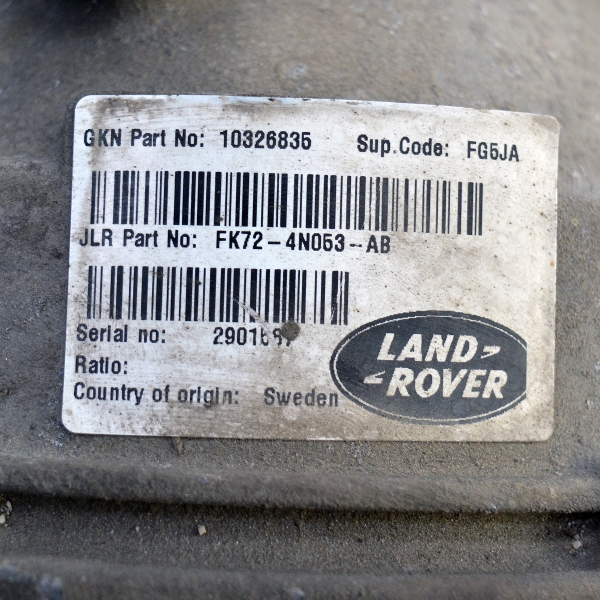 GKN Part No: 10326835 Sup.Code: FG5JA
JLR Part No: FK72-4N053-AB
Serial no:
Ratio:
Country of origin: Sweden
LAND
ROVER